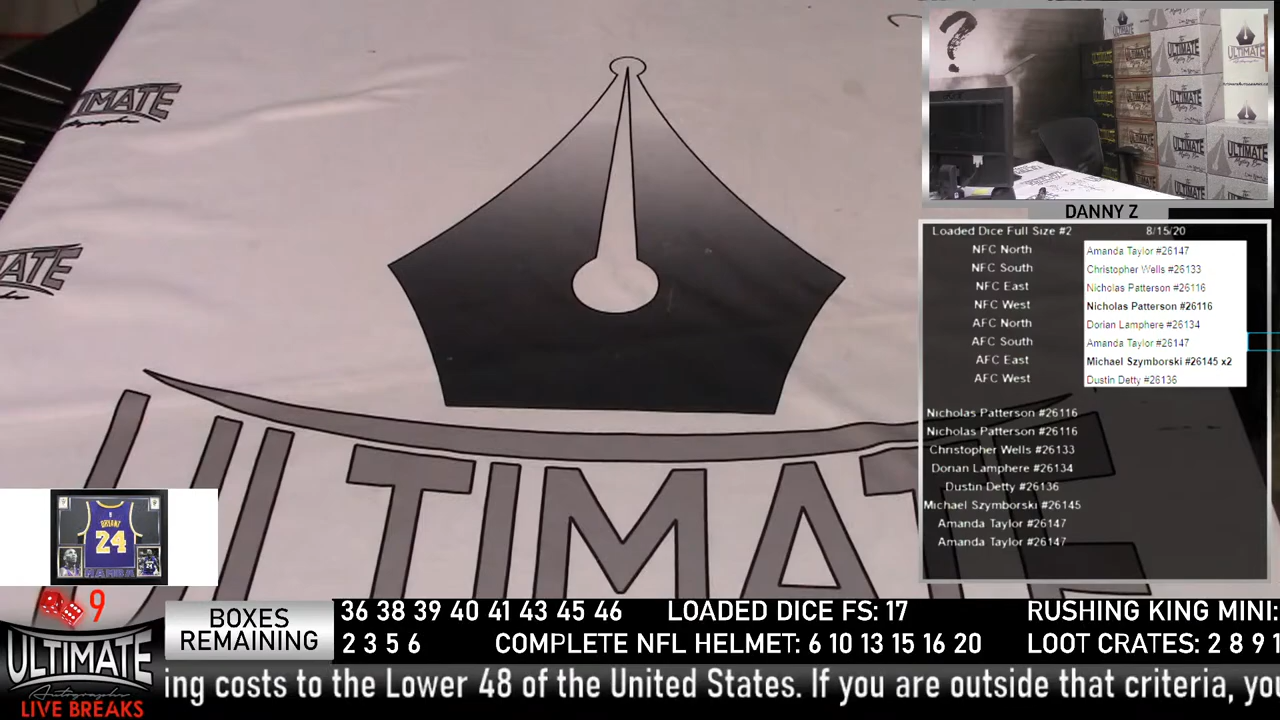 DANNY Z
Loaded Dice Full Size #2 8/15/20
NFC North Amanda Taylor #26147
NFC South Christopher Wells #26133
NFC East Nicholas Patterson #26116
NFC West Nicholas Patterson #26116
AFC North Dorian Lamphere #26134
AFC South Amanda Taylor #26147
AFC East Michael Szymborski #26145 x2
AFC West Dustin Detty #26136
Nicholas Patterson #26116
Nicholas Patterson #26116
Christopher Wells #26133
Dorian Lamphere #26134
Dustin Detty #26136
Michael Szymborski #26145
Amanda Taylor #26147
Amanda Taylor #26147
ULTIMATE
?
ULTIMATE
ULTIMATE
BRYANT
24
MAMBA
9
BOXES
REMAINING
36 38 39 40 41 43 45 46 LOADED DICE FS: 17 RUSHING KING MINI:
2 3 5 6 COMPLETE NFL HELMET: 6 10 13 15 16 20 LOOT CRATES: 2 8 9 1
ULTIMATE
Autographs
LIVE BREAKS
ing costs to the Lower 48 of the United States. If you are outside that criteria, you